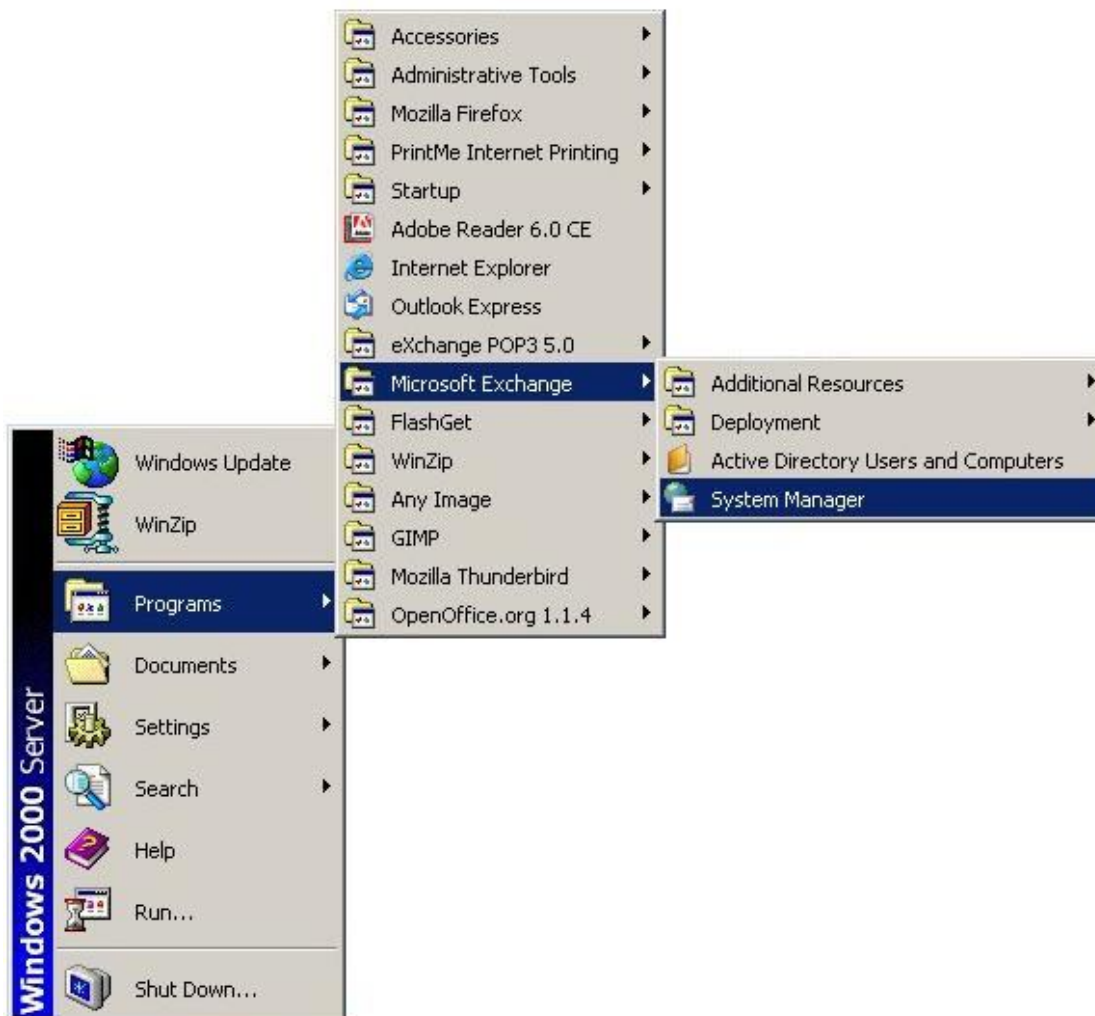 Accessories
Administrative Tools
Mozilla Firefox
PrintMe Internet Printing
Startup
Adobe Reader 6.0 CE
Internet Explorer
Outlook Express
eXchange POP3 5.0
Microsoft Exchange
FlashGet
WinZip
Any Image
GIMP
Mozilla Thunderbird
OpenOffice.org 1.1.4
Additional Resources
Deployment
Active Directory Users and Computers
System Manager
Windows Update
WinZip
Programs
Documents
Settings
Search
Help
Run...
Shut Down...
Windows 2000 Server